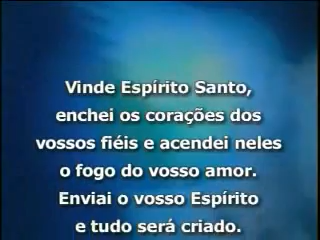 Vinde Espírito Santo,
enchei os corações dos
vossos fiéis e acendei neles
o fogo do vosso amor.
Enviai o vosso Espírito
e tudo será criado.